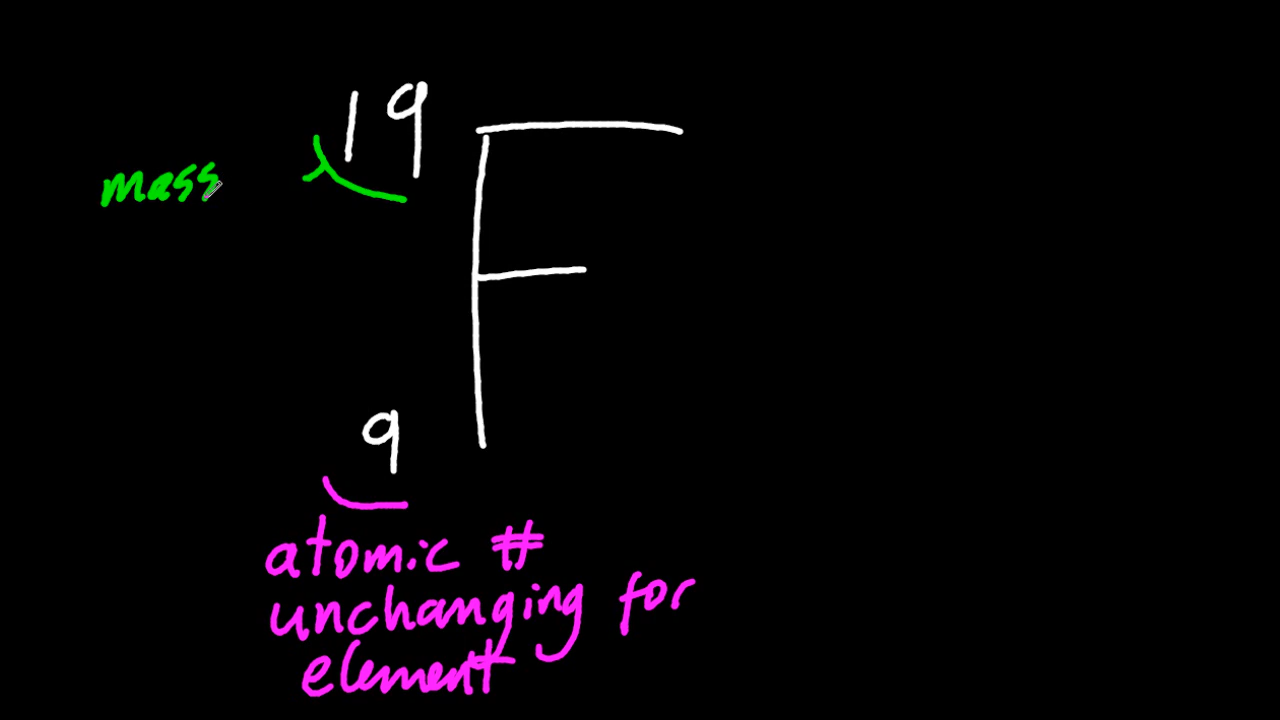 19
F
mass
9
atomic #
unchanging for
element